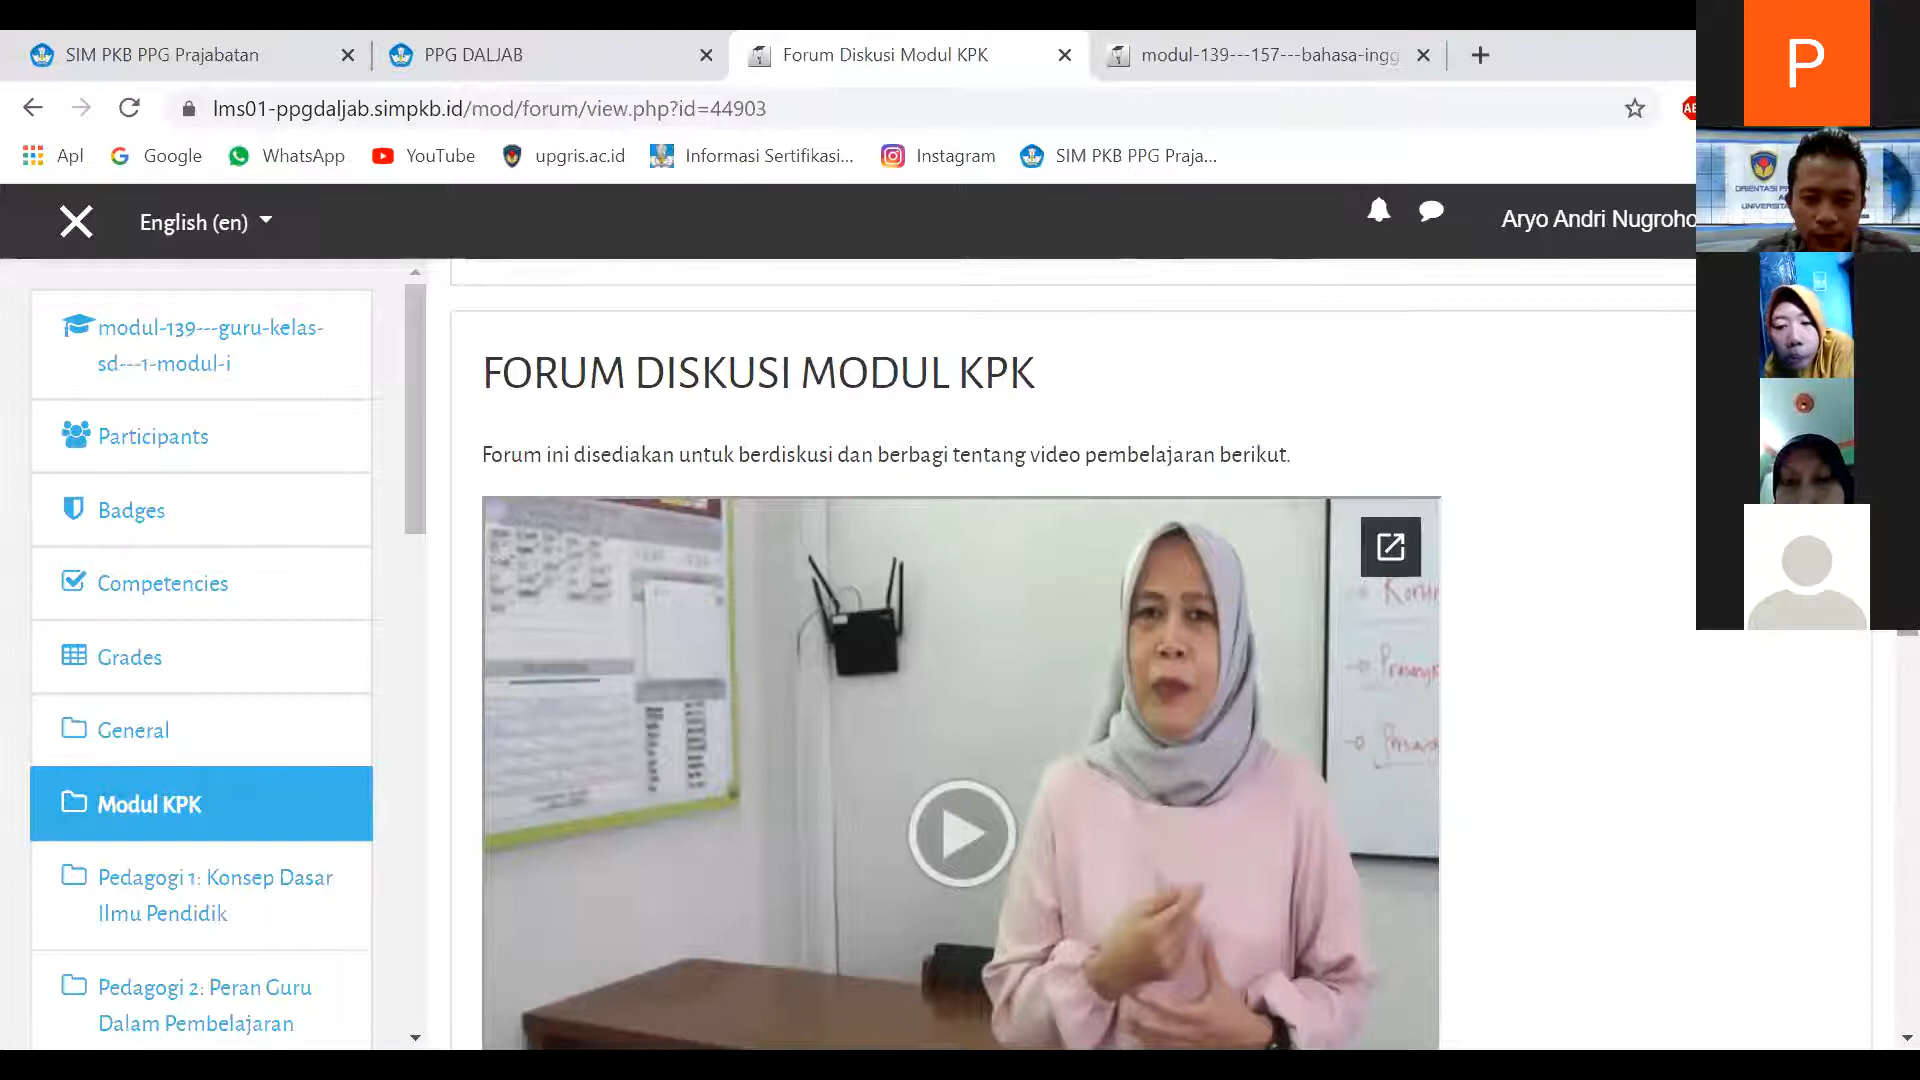 SIM PKB PPG Prajabatan
PPG DALJAB
Forum Diskusi Modul KPK
modul-139---157---bahasa-ingg
lms01-ppgdaljab.simpkb.id/mod/forum/view.php?id=44903
Apl
Google
WhatsApp
YouTube
upgris.ac.id
Informasi Sertifikasi...
Instagram
SIM PKB PPG Praja...
P
English (en)
Aryo Andri Nugroho
modul-139---guru-kelas-
sd---1-modul-i
Participants
Badges
Competencies
Grades
General
Modul KPK
Pedagogi 1: Konsep Dasar
Ilmu Pendidik
Pedagogi 2: Peran Guru
Dalam Pembelajaran
FORUM DISKUSI MODUL KPK
Forum ini disediakan untuk berdiskusi dan berbagi tentang video pembelajaran berikut.